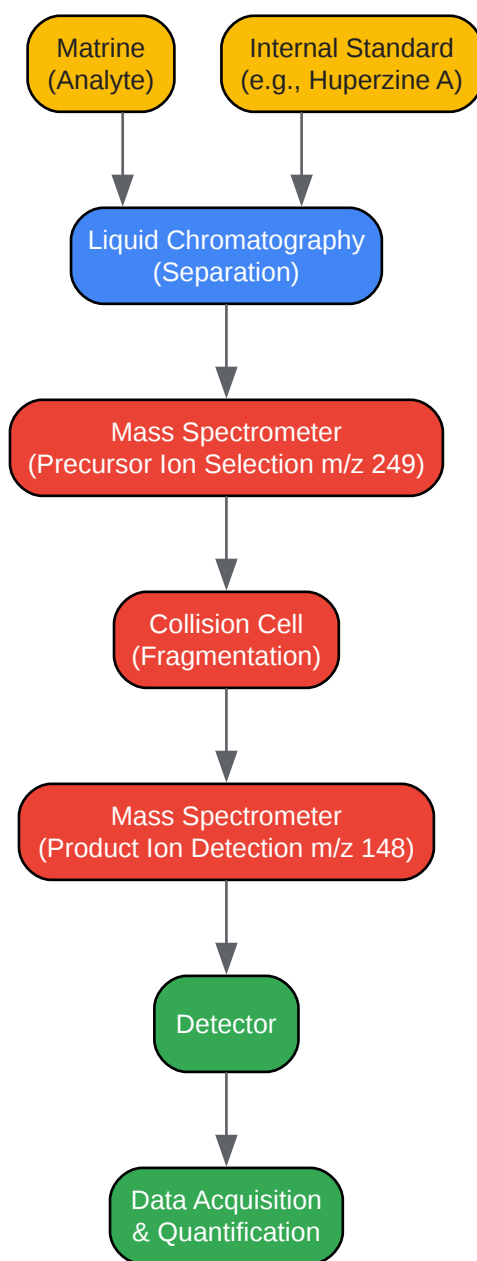 Matrine
(Analyte)
Internal Standard
(e.g., Huperzine A)
Liquid Chromatography
(Separation)
Mass Spectrometer
(Precursor Ion Selection m/z 249)
Collision Cell
(Fragmentation)
Mass Spectrometer
(Product Ion Detection m/z 148)
Detector
Data Acquisition
& Quantification